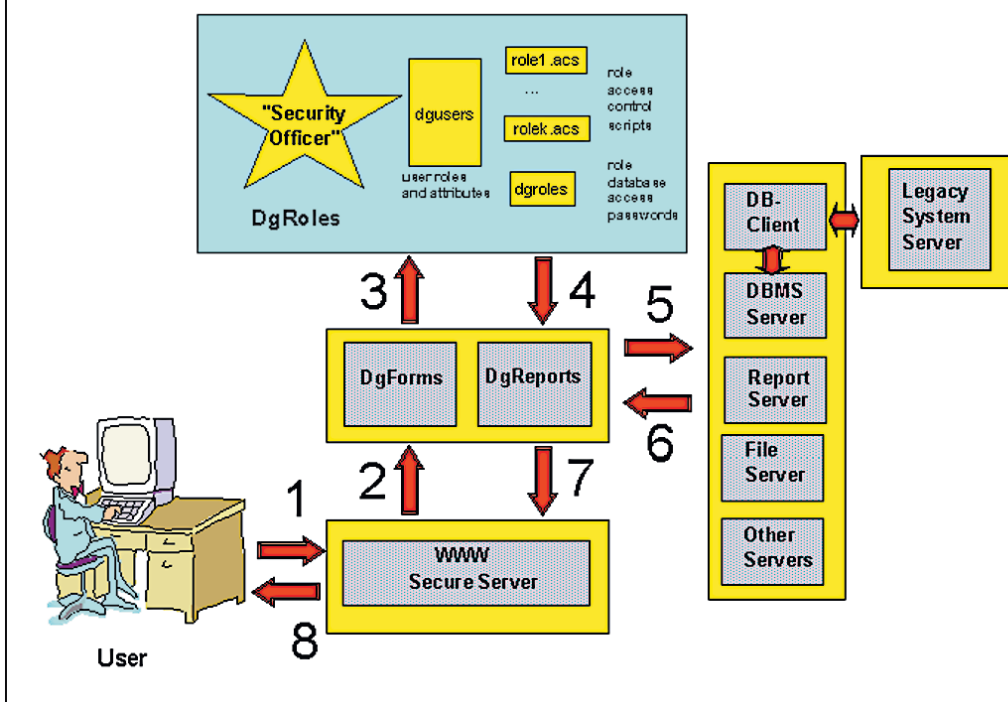 "Security
Officer"
DgRoles
dgusers
user roles
and attributes
role1.acs
...
rolek.acs
role
access
control
scripts
dgroles
role
database
access
passwords
3
4
5
6
DgForms
DgReports
2
7
1
8
WWW
Secure Server
User
DB-
Client
DBMS
Server
Report
Server
File
Server
Other
Servers
Legacy
System
Server